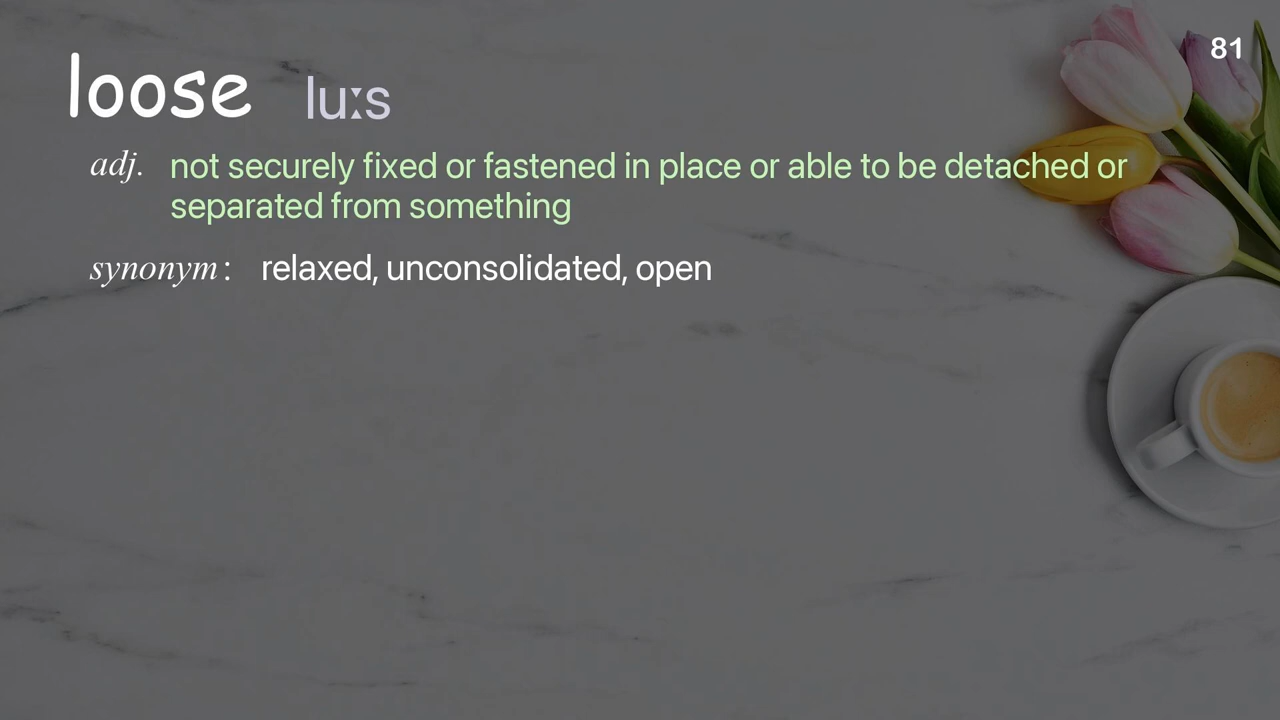 81
loose luːs
adj. not securely fixed or fastened in place or able to be detached or
separated from something
synonym: relaxed, unconsolidated, open